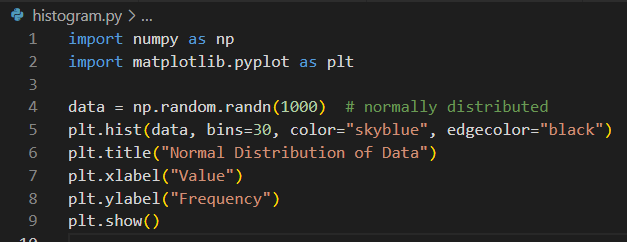 histogram.py > ...
1 import numpy as np
2 import matplotlib.pyplot as plt
3
4 data = np.random.randn(1000)  # normally distributed
5 plt.hist(data, bins=30, color="skyblue", edgecolor="black")
6 plt.title("Normal Distribution of Data")
7 plt.xlabel("Value")
8 plt.ylabel("Frequency")
9 plt.show()
10